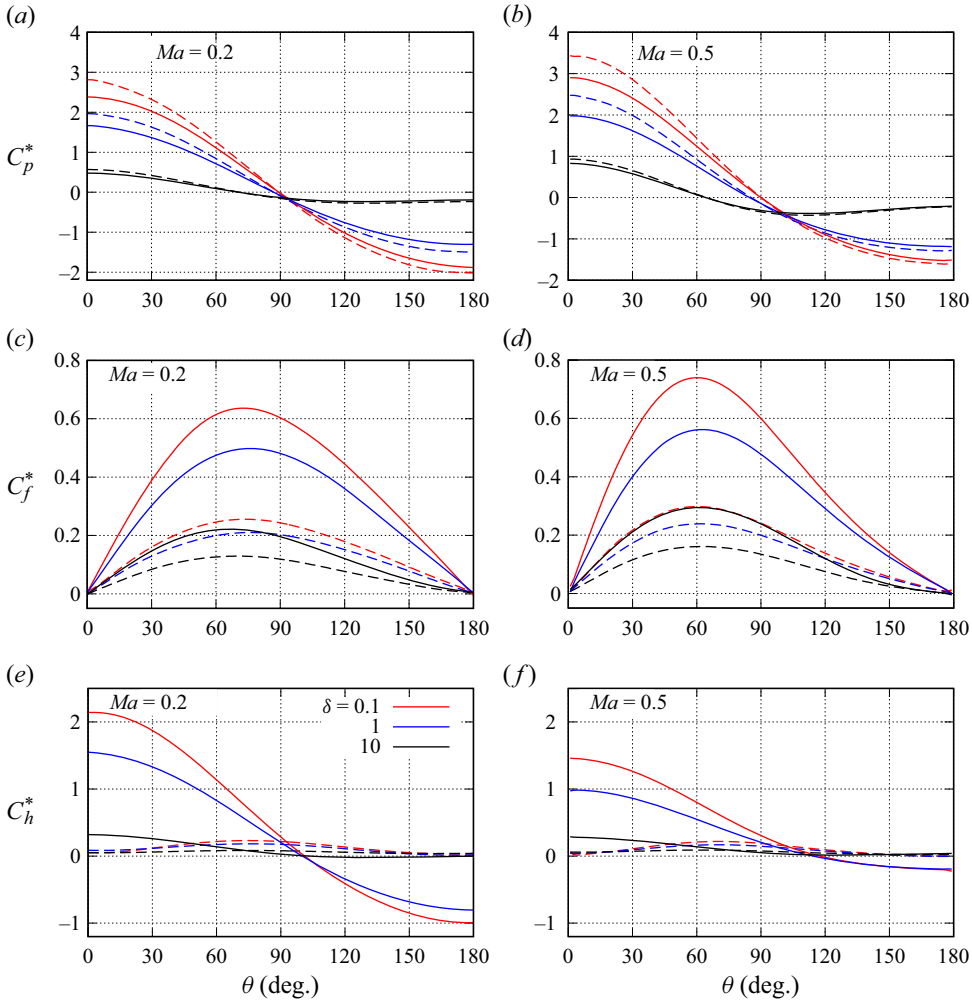 (a) (b)
Ma = 0.2 Ma = 0.5
C*p
4 3 2 1 0 −1 −2
4 3 2 1 0 −1 −2
0 30 60 90 120 150 180
0 30 60 90 120 150 180
(c) (d)
Ma = 0.2 Ma = 0.5
C*f
0.8 0.6 0.4 0.2 0
0.8 0.6 0.4 0.2 0
0 30 60 90 120 150 180
0 30 60 90 120 150 180
(e) (f)
Ma = 0.2 Ma = 0.5
δ = 0.1
1
10
C*h
2 1 0 −1
2 1 0 −1
0 30 60 90 120 150 180
0 30 60 90 120 150 180
θ (deg.) θ (deg.)